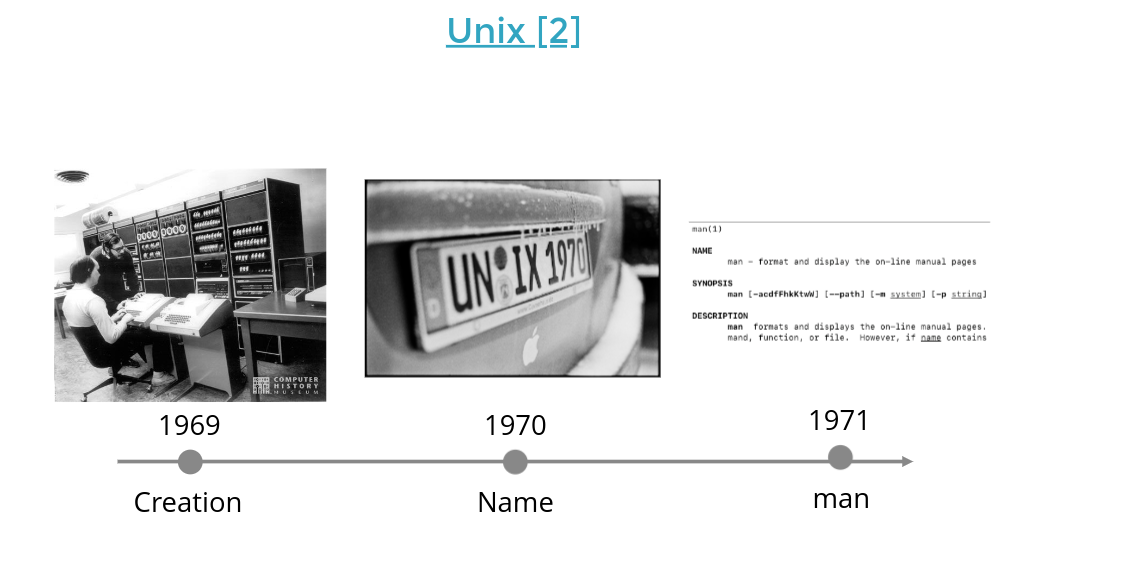 Unix [2]
COMPUTER
HISTORY
MUSEUM
UN IX 1970
man(1)
NAME
man - format and display the on-line manual pages
SYNOPSIS
man [-acdfFhkKtwW] [--path] [-m system] [-p string]
DESCRIPTION
man formats and displays the on-line manual pages.
mand, function, or file. However, if name contains
1969
1970
1971
Creation
Name
man